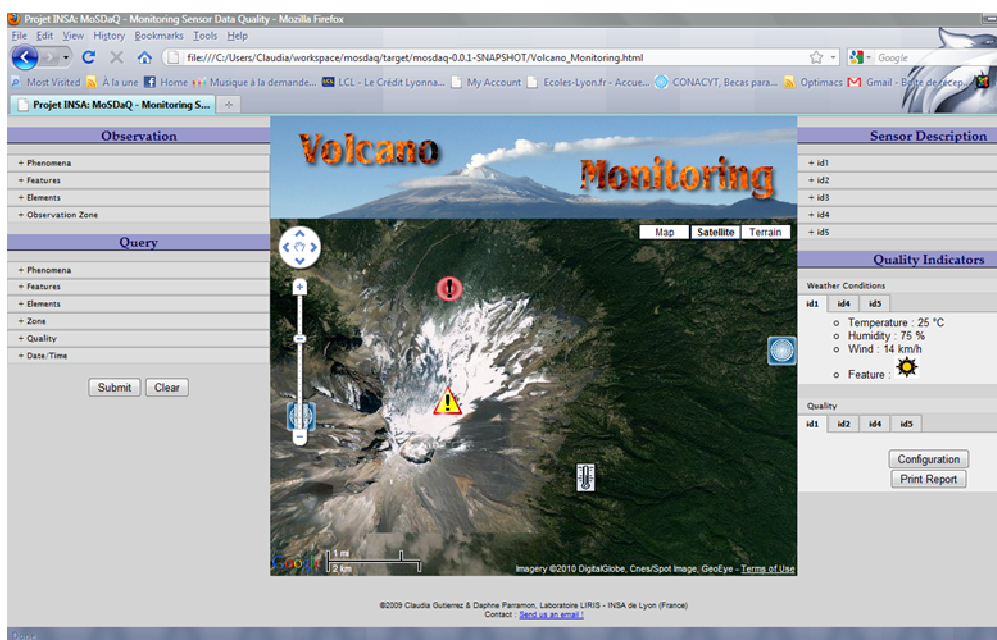 Projet INSA: MoSDaQ - Monitoring Sensor Data Quality - Mozilla Firefox
File Edit View History Bookmarks Tools Help
file:///C:/Users/Claudia/workspace/mosdaq/target/mosdaq-0.0.1-SNAPSHOT/Volcano_Monitoring.html
Google
Most Visited À la une Home Musique à la demande... LCL - Le Crédit Lyonna... My Account Ecoles-Lyon.fr - Accue... CONACYT, Becas para... Optimacs Gmail - Boîte de récep...
Projet INSA: MoSDaQ - Monitoring S...
Observation
+ Phenomena
+ Features
+ Elements
+ Observation Zone
Query
+ Phenomena
+ Features
+ Elements
+ Zone
+ Quality
+ Date/Time
Submit Clear
Volcano
Monitoring
Map Satellite Terrain
1 mi
2 km
Google
Imagery ©2010 DigitalGlobe, Cnes/Spot Image, GeoEye - Terms of Use
Sensor Description
+ id1
+ id2
+ id3
+ id4
+ id5
Quality Indicators
Weather Conditions
id1 id4 id3
o Temperature : 25 °C
o Humidity : 75 %
o Wind : 14 km/h
o Feature :
Quality
id1 id2 id4 id5
Configuration
Print Report
©2009 Claudia Gutierrez & Daphne Parramon, Laboratoire LIRIS - INSA de Lyon (France)
Contact : Send us an email !
Done